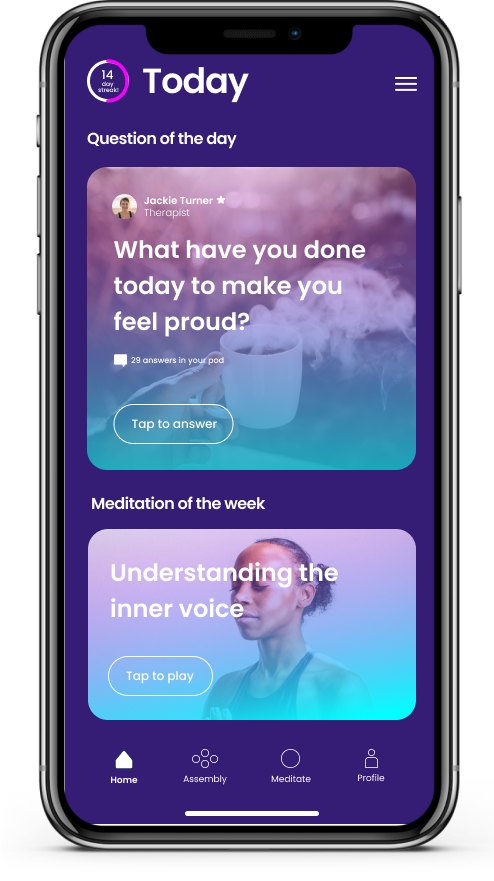 14
day
streak!
Today
Question of the day
Jackie Turner
Therapist
What have you done
today to make you
feel proud?
29 answers in your pod
Tap to answer
Meditation of the week
Understanding the
inner voice
Tap to play
Home
Assembly
Meditate
Profile